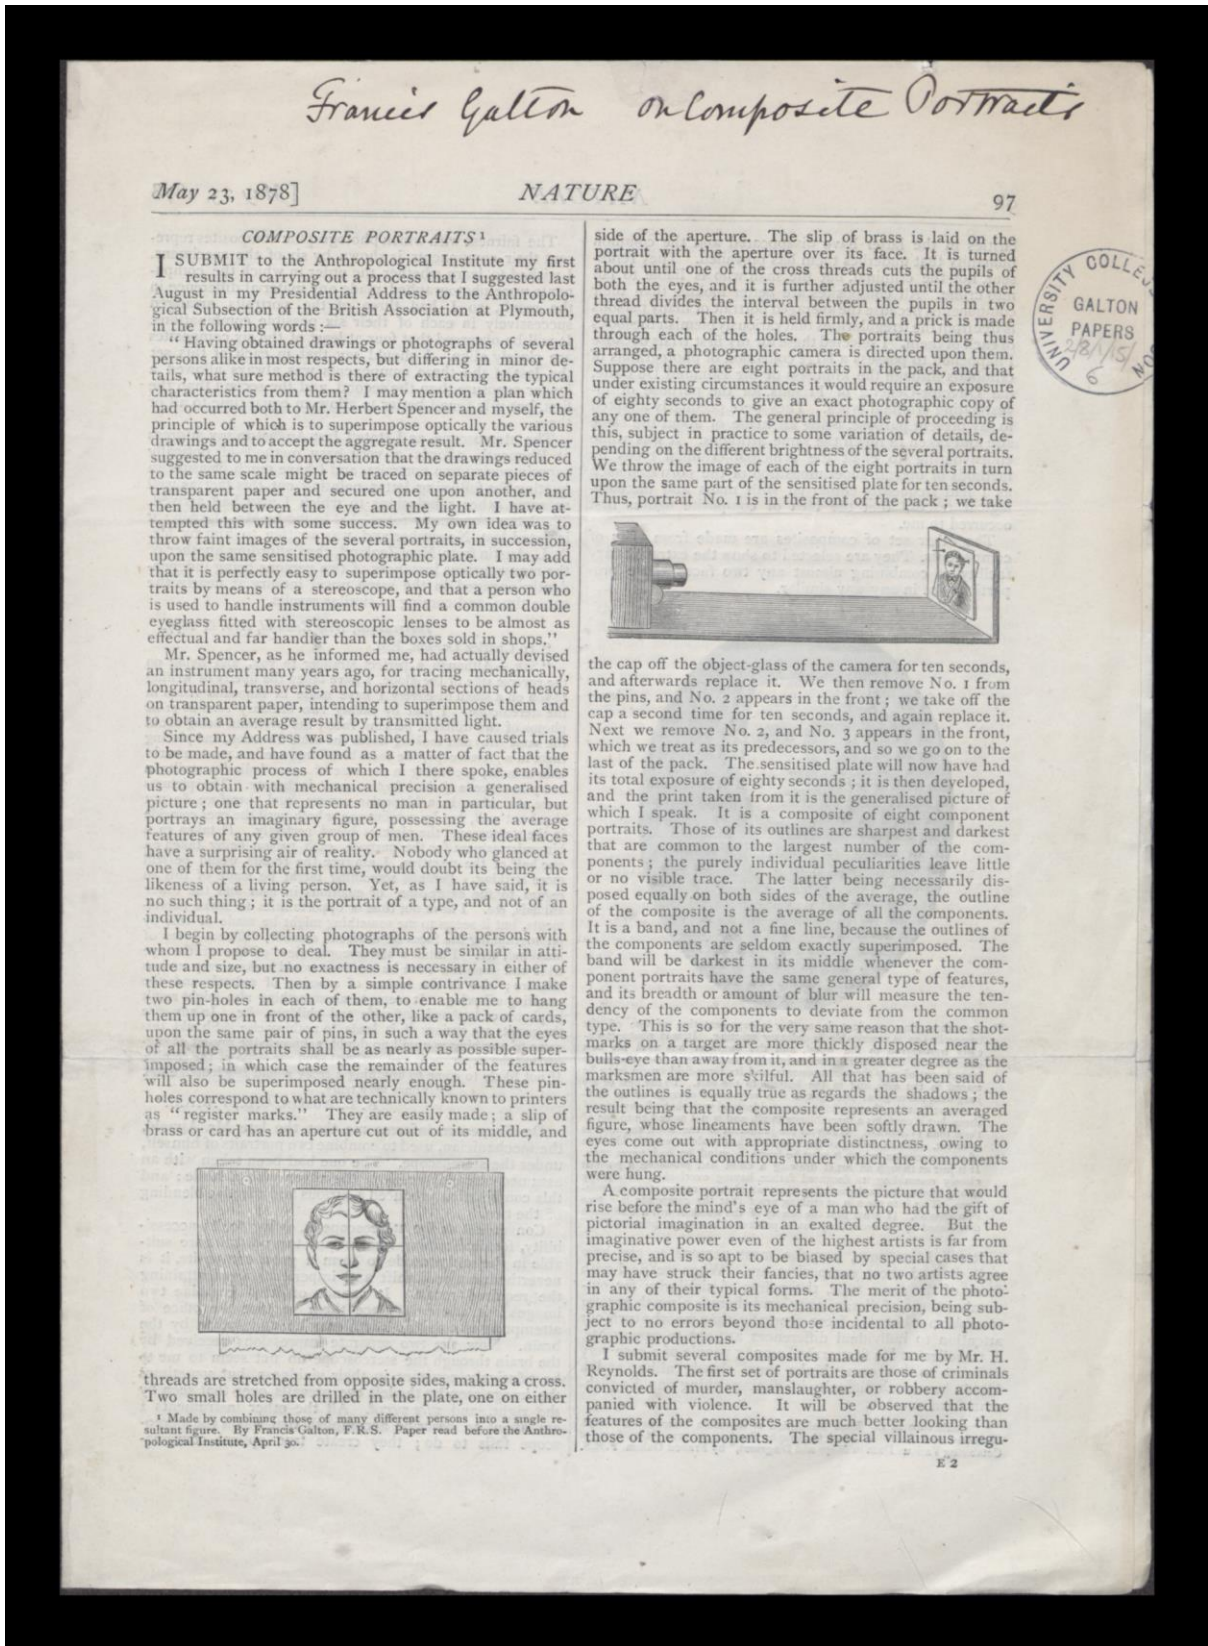 Francis Galton on Composite Portraits
May 23, 1878]
NATURE
97
COMPOSITE PORTRAITS ¹
I SUBMIT to the Anthropological Institute my first
results in carrying out a process that I suggested last
August in my Presidential Address to the Anthropolo-
gical Subsection of the British Association at Plymouth,
in the following words :—
" Having obtained drawings or photographs of several
persons alike in most respects, but differing in minor de-
tails, what sure method is there of extracting the typical
characteristics from them? I may mention a plan which
had occurred both to Mr. Herbert Spencer and myself, the
principle of which is to superimpose optically the various
drawings and to accept the aggregate result. Mr. Spencer
suggested to me in conversation that the drawings reduced
to the same scale might be traced on separate pieces of
transparent paper and secured one upon another, and
then held between the eye and the light. I have at-
tempted this with some success. My own idea was to
throw faint images of the several portraits, in succession,
upon the same sensitised photographic plate. I may add
that it is perfectly easy to superimpose optically two por-
traits by means of a stereoscope, and that a person who
is used to handle instruments will find a common double
eyeglass fitted with stereoscopic lenses to be almost as
effectual and far handier than the boxes sold in shops."
Mr. Spencer, as he informed me, had actually devised
an instrument many years ago, for tracing mechanically,
longitudinal, transverse, and horizontal sections of heads
on transparent paper, intending to superimpose them and
to obtain an average result by transmitted light.
Since my Address was published, I have caused trials
to be made, and have found as a matter of fact that the
photographic process of which I there spoke, enables
us to obtain with mechanical precision a generalised
picture ; one that represents no man in particular, but
portrays an imaginary figure, possessing the average
features of any given group of men. These ideal faces
have a surprising air of reality. Nobody who glanced at
one of them for the first time, would doubt its being the
likeness of a living person. Yet, as I have said, it is
no such thing ; it is the portrait of a type, and not of an
individual.
I begin by collecting photographs of the persons with
whom I propose to deal. They must be similar in atti-
tude and size, but no exactness is necessary in either of
these respects. Then by a simple contrivance I make
two pin-holes in each of them, to enable me to hang
them up one in front of the other, like a pack of cards,
upon the same pair of pins, in such a way that the eyes
of all the portraits shall be as nearly as possible super-
imposed ; in which case the remainder of the features
will also be superimposed nearly enough. These pin-
holes correspond to what are technically known to printers
as "register marks." They are easily made ; a slip of
brass or card has an aperture cut out of its middle, and
threads are stretched from opposite sides, making a cross.
Two small holes are drilled in the plate, one on either
¹ Made by combining those of many different persons into a single re-
sultant figure. By Francis Galton, F.R.S. Paper read before the Anthro-
pological Institute, April 30.
side of the aperture. The slip of brass is laid on the
portrait with the aperture over its face. It is turned
about until one of the cross threads cuts the pupils of
both the eyes, and it is further adjusted until the other
thread divides the interval between the pupils in two
equal parts. Then it is held firmly, and a prick is made
through each of the holes. The portraits being thus
arranged, a photographic camera is directed upon them.
Suppose there are eight portraits in the pack, and that
under existing circumstances it would require an exposure
of eighty seconds to give an exact photographic copy of
any one of them. The general principle of proceeding is
this, subject in practice to some variation of details, de-
pending on the different brightness of the several portraits.
We throw the image of each of the eight portraits in turn
upon the same part of the sensitised plate for ten seconds.
Thus, portrait No. 1 is in the front of the pack ; we take
the cap off the object-glass of the camera for ten seconds,
and afterwards replace it. We then remove No. 1 from
the pins, and No. 2 appears in the front ; we take off the
cap a second time for ten seconds, and again replace it.
Next we remove No. 2, and No. 3 appears in the front,
which we treat as its predecessors, and so we go on to the
last of the pack. The sensitised plate will now have had
its total exposure of eighty seconds ; it is then developed,
and the print taken from it is the generalised picture of
which I speak. It is a composite of eight component
portraits. Those of its outlines are sharpest and darkest
that are common to the largest number of the com-
ponents ; the purely individual peculiarities leave little
or no visible trace. The latter being necessarily dis-
posed equally on both sides of the average, the outline
of the composite is the average of all the components.
It is a band, and not a fine line, because the outlines of
the components are seldom exactly superimposed. The
band will be darkest in its middle whenever the com-
ponent portraits have the same general type of features,
and its breadth or amount of blur will measure the ten-
dency of the components to deviate from the common
type. This is so for the very same reason that the shot-
marks on a target are more thickly disposed near the
bulls-eye than away from it, and in a greater degree as the
marksmen are more skilful. All that has been said of
the outlines is equally true as regards the shadows ; the
result being that the composite represents an averaged
figure, whose lineaments have been softly drawn. The
eyes come out with appropriate distinctness, owing to
the mechanical conditions under which the components
were hung.
A composite portrait represents the picture that would
rise before the mind's eye of a man who had the gift of
pictorial imagination in an exalted degree. But the
imaginative power even of the highest artists is far from
precise, and is so apt to be biased by special cases that
may have struck their fancies, that no two artists agree
in any of their typical forms. The merit of the photo-
graphic composite is its mechanical precision, being sub-
ject to no errors beyond those incidental to all photo-
graphic productions.
I submit several composites made for me by Mr. H.
Reynolds. The first set of portraits are those of criminals
convicted of murder, manslaughter, or robbery accom-
panied with violence. It will be observed that the
features of the composites are much better looking than
those of the components. The special villainous irregu-
E 2
UNIVERSITY COLLEGE
GALTON
PAPERS
2/8/1/15/
6